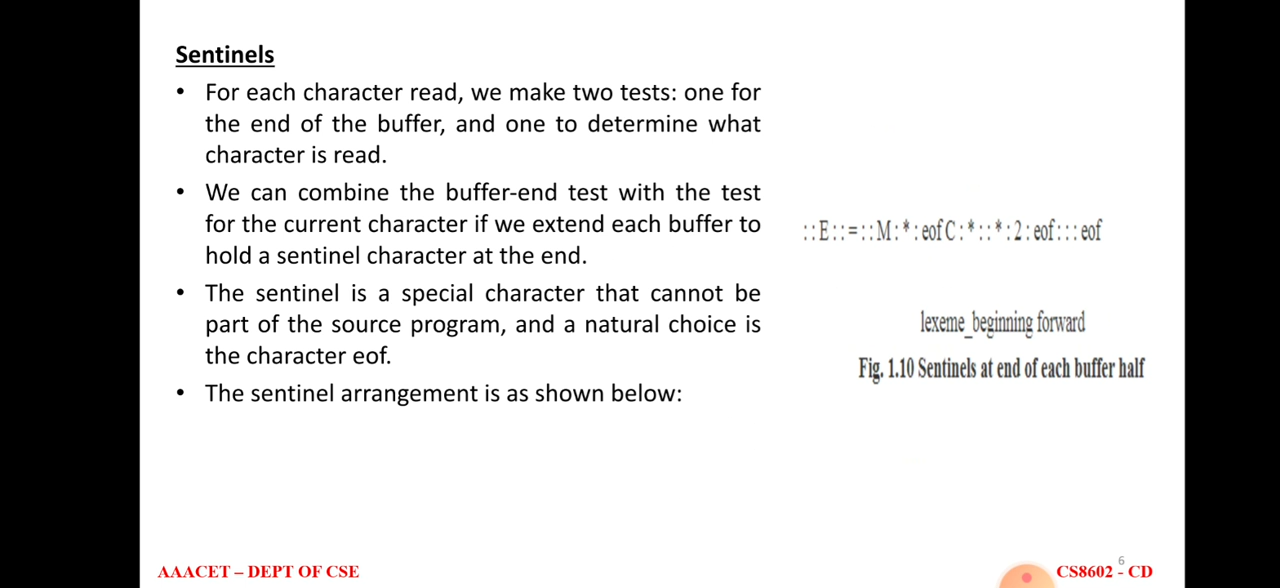 Sentinels
• For each character read, we make two tests: one for
the end of the buffer, and one to determine what
character is read.
• We can combine the buffer-end test with the test
for the current character if we extend each buffer to
hold a sentinel character at the end.
• The sentinel is a special character that cannot be
part of the source program, and a natural choice is
the character eof.
• The sentinel arrangement is as shown below:
: : E : : = : : M : * : eof C : * : : * : 2 : eof : : : eof
lexeme_beginning forward
Fig. 1.10 Sentinels at end of each buffer half
6
AAACET – DEPT OF CSE
CS8602 - CD